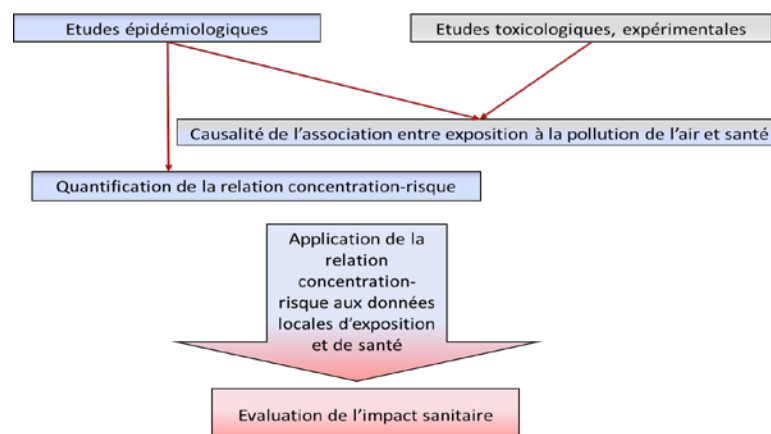 Etudes épidémiologiques
Etudes toxicologiques, expérimentales
Causalité de l'association entre exposition à la pollution de l'air et santé
Quantification de la relation concentration-risque
Application de la
relation
concentration-
risque aux données
locales d'exposition
et de santé
Evaluation de l'impact sanitaire